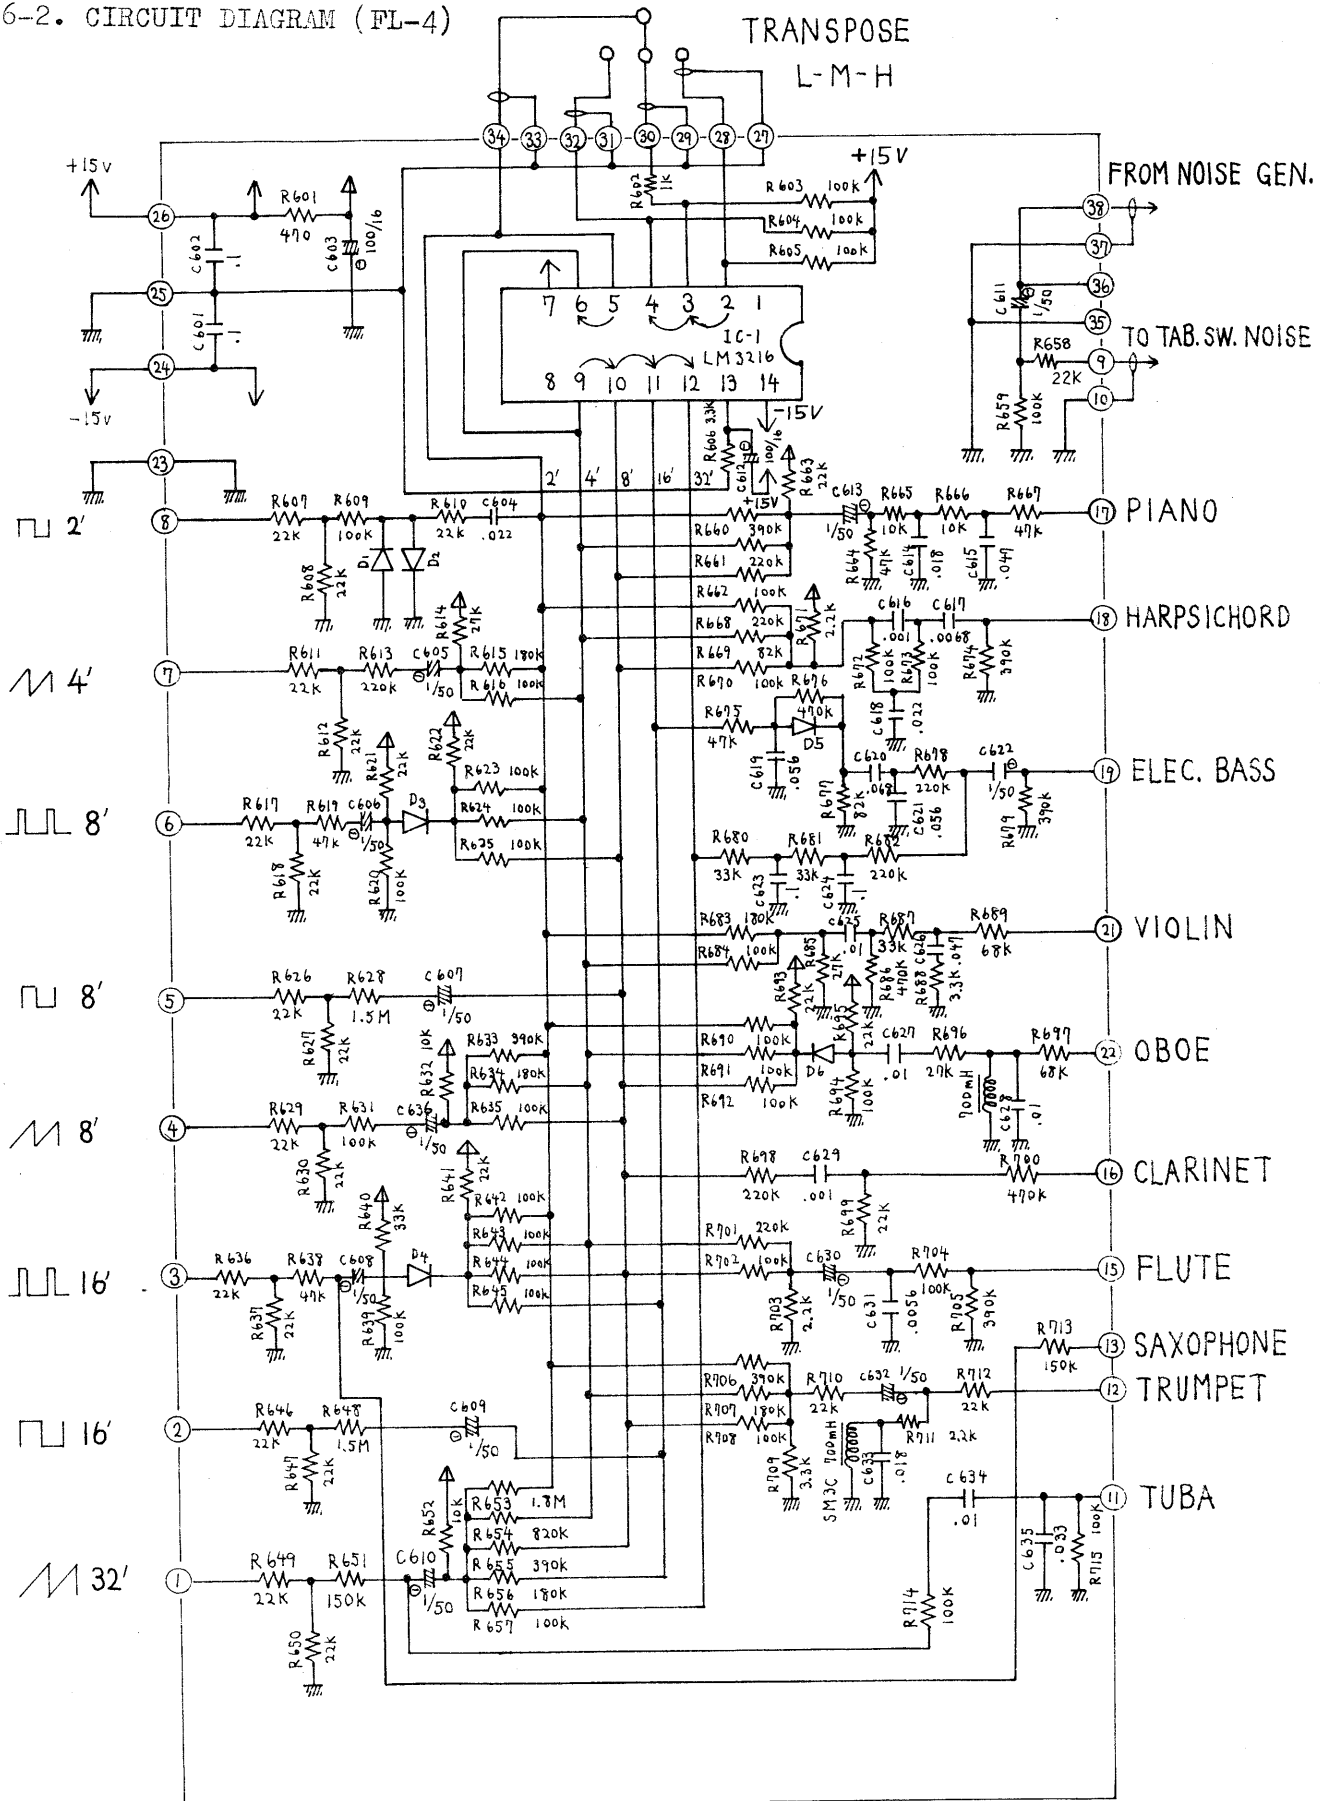 6-2. CIRCUIT DIAGRAM (FL-4)
TRANSPOSE
L-M-H
34 33 32 31 30 29 28 27
+15V
+15V
FROM NOISE GEN.
R602 1K
R603 100K
R604 100K
R605 100K
26
R601 470
C602 .1
C603 100/16
38
37
36
35
C611 1/50
25
C601 .1
24
-15V
TO TAB.SW. NOISE
R658 22K
9
10
R659 100K
7 6 5 4 3 2 1
IC-1
LM3216
8 9 10 11 12 13 14
-15V
R606 3.3K
C612 100/16
+15V
23
2' 4' 8' 16' 32'
2'
8
R607 22K
R609 100K
R610 22K
C604 .022
R608 22K
D1
D2
R663 22K
C613 1/50
R665 10K
R666 10K
R667 47K
17
PIANO
R660 390K
R661 220K
R662 100K
R664 47K
C614 .018
C615 .047
4'
7
R611 22K
R613 220K
C605 1/50
R614 27K
R615 180K
R616 100K
R612 22K
R668 220K
R669 82K
R670 100K
R671 2.2K
C616 .001
C617 .0068
R672 100K
R673 100K
R674 390K
C618 .022
18
HARPSICHORD
8'
6
R617 22K
R619 47K
C606 1/50
R621 22K
D3
R622 22K
R623 100K
R624 100K
R625 100K
R618 22K
R620 100K
R675 47K
R676 470K
D5
C619 .056
C620 .068
R678 220K
C622 1/50
R677 82K
C621 .056
R679 390K
19
ELEC. BASS
R680 33K
R681 33K
R682 220K
C623 .1
C624 .1
R683 180K
R684 100K
R685 27K
C625 .01
R687 33K
R689 68K
R686 470K
C626 .047
R688 3.3K
21
VIOLIN
8'
5
R626 22K
R628 1.5M
C607 1/50
R627 22K
R690 100K
R691 100K
R692 100K
R693 22K
D6
R695 22K
R694 100K
C627 .01
R696 27K
R697 68K
700mH
C628 .01
22
OBOE
8'
4
R629 22K
R631 100K
C636 1/50
R632 10K
R633 390K
R634 180K
R635 100K
R630 22K
R698 220K
C629 .001
R699 22K
R700 470K
16
CLARINET
16'
3
R636 22K
R638 47K
C608 1/50
R640 33K
D4
R641 22K
R642 100K
R643 100K
R644 100K
R645 100K
R637 22K
R639 100K
R701 220K
R702 100K
R703 2.2K
C630 1/50
C631 .0056
R704 100K
R705 390K
15
FLUTE
R713 150K
13
SAXOPHONE
16'
2
R646 22K
R648 1.5M
C609 1/50
R647 22K
R706 390K
R707 180K
R708 100K
R709 3.3K
R710 22K
C632 1/50
R712 22K
R711 2.2K
SM3C 700mH
C633 .018
12
TRUMPET
32'
1
R649 22K
R651 150K
C610 1/50
R652 10K
R653 1.8M
R654 820K
R655 390K
R656 180K
R657 100K
R650 22K
C634 .01
R714 100K
C635 .033
R715 100K
11
TUBA